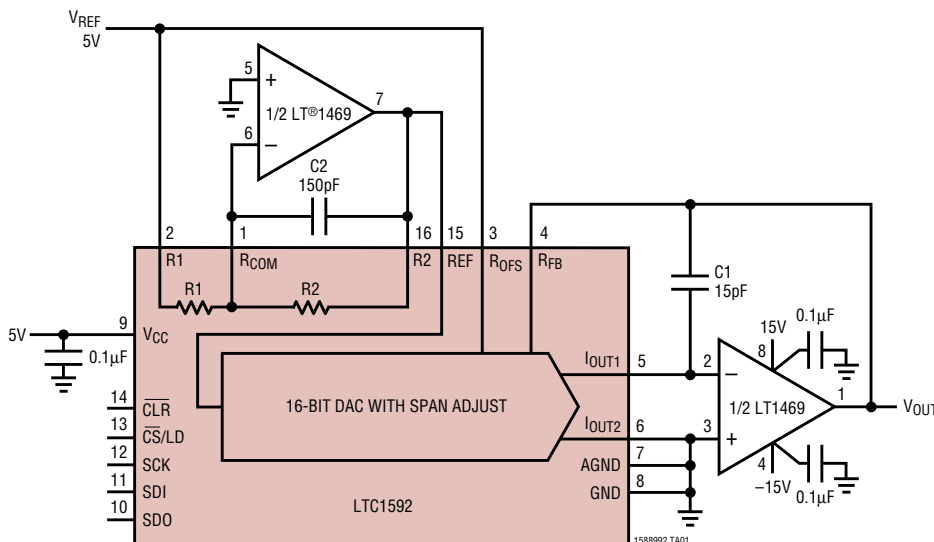 VREF
5V
5
+
7
1/2 LT®1469
6
–
C2
150pF
2
1
16
15
3
4
R1
RCOM
R2
REF
ROFS
RFB
R1
R2
C1
15pF
5V
9
VCC
0.1µF
15V
0.1µF
8
IOUT1
5
2
–
1
1/2 LT1469
VOUT
16-BIT DAC WITH SPAN ADJUST
IOUT2
6
3
+
14
CLR
13
CS/LD
12
SCK
11
SDI
10
SDO
AGND
7
GND
8
4
–15V
0.1µF
LTC1592
1588992 TA01